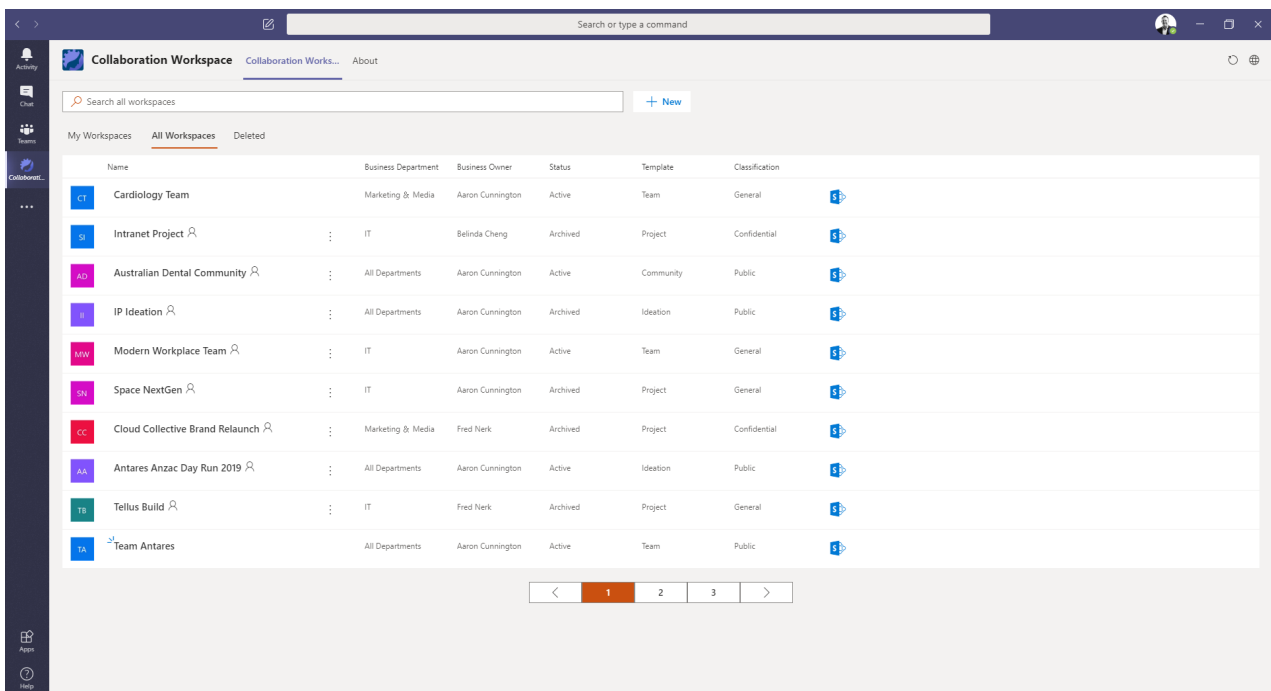 Search or type a command
Activity
Chat
Teams
Collaborati...
Apps
Help
Collaboration Workspace Collaboration Works... About
Search all workspaces
New
My Workspaces All Workspaces Deleted
Name Business Department Business Owner Status Template Classification
CT Cardiology Team Marketing & Media Aaron Cunnington Active Team General
SI Intranet Project IT Belinda Cheng Archived Project Confidential
AD Australian Dental Community All Departments Aaron Cunnington Active Community Public
II IP Ideation All Departments Aaron Cunnington Archived Ideation Public
MW Modern Workplace Team IT Aaron Cunnington Active Team General
SN Space NextGen IT Aaron Cunnington Archived Project General
CC Cloud Collective Brand Relaunch Marketing & Media Fred Nerk Archived Project Confidential
AA Antares Anzac Day Run 2019 All Departments Aaron Cunnington Active Ideation Public
TB Tellus Build IT Fred Nerk Archived Project General
TA Team Antares All Departments Aaron Cunnington Active Team Public
1 2 3